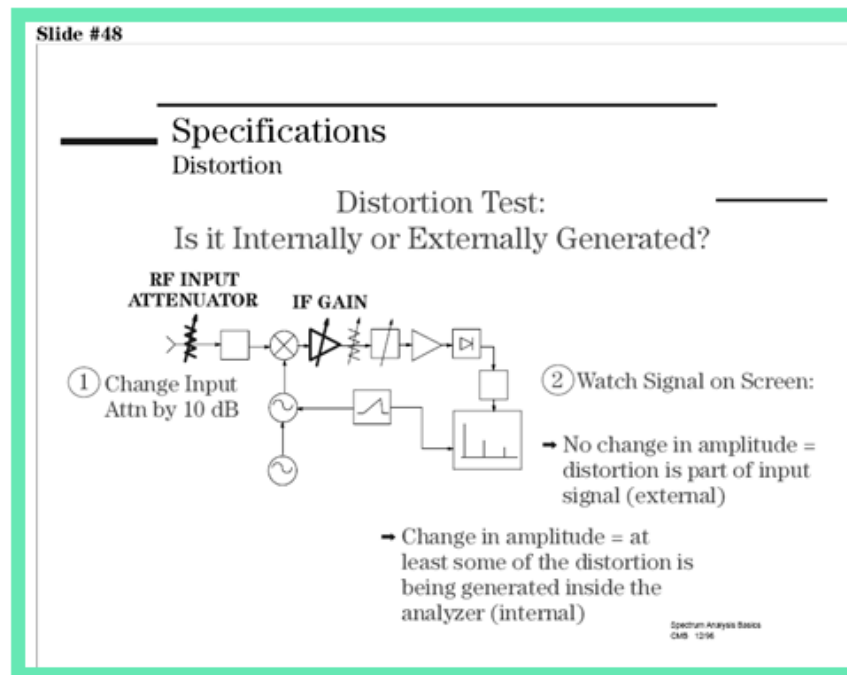 Slide #48
Specifications
Distortion
Distortion Test:
Is it Internally or Externally Generated?
RF INPUT
ATTENUATOR
IF GAIN
1 Change Input
Attn by 10 dB
2 Watch Signal on Screen:
➞ No change in amplitude =
distortion is part of input
signal (external)
➞ Change in amplitude = at
least some of the distortion is
being generated inside the
analyzer (internal)
Spectrum Analysis Basics
CMB 12/96